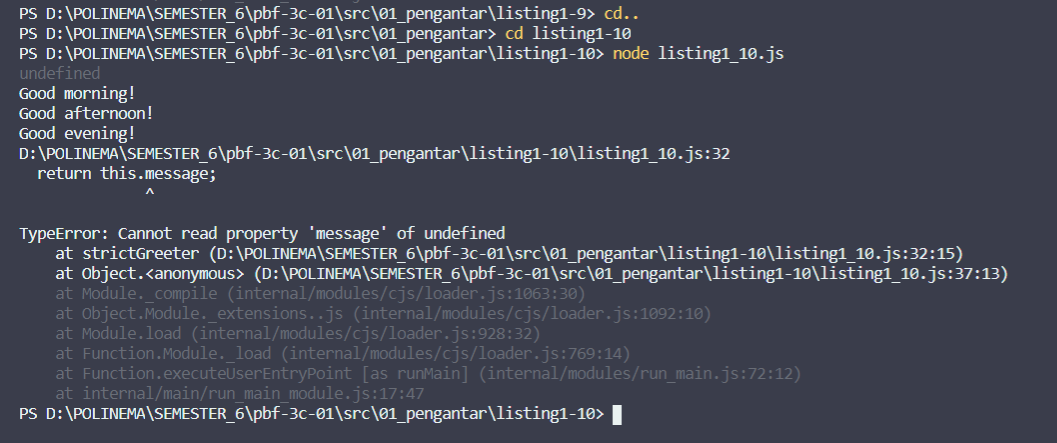 PS D:\POLINEMA\SEMESTER_6\pbf-3c-01\src\01_pengantar\listing1-9> cd..
PS D:\POLINEMA\SEMESTER_6\pbf-3c-01\src\01_pengantar> cd listing1-10
PS D:\POLINEMA\SEMESTER_6\pbf-3c-01\src\01_pengantar\listing1-10> node listing1_10.js
undefined
Good morning!
Good afternoon!
Good evening!
D:\POLINEMA\SEMESTER_6\pbf-3c-01\src\01_pengantar\listing1-10\listing1_10.js:32
  return this.message;
              ^
TypeError: Cannot read property 'message' of undefined
    at strictGreeter (D:\POLINEMA\SEMESTER_6\pbf-3c-01\src\01_pengantar\listing1-10\listing1_10.js:32:15)
    at Object.<anonymous> (D:\POLINEMA\SEMESTER_6\pbf-3c-01\src\01_pengantar\listing1-10\listing1_10.js:37:13)
    at Module._compile (internal/modules/cjs/loader.js:1063:30)
    at Object.Module._extensions..js (internal/modules/cjs/loader.js:1092:10)
    at Module.load (internal/modules/cjs/loader.js:928:32)
    at Function.Module._load (internal/modules/cjs/loader.js:769:14)
    at Function.executeUserEntryPoint [as runMain] (internal/modules/run_main.js:72:12)
    at internal/main/run_main_module.js:17:47
PS D:\POLINEMA\SEMESTER_6\pbf-3c-01\src\01_pengantar\listing1-10>